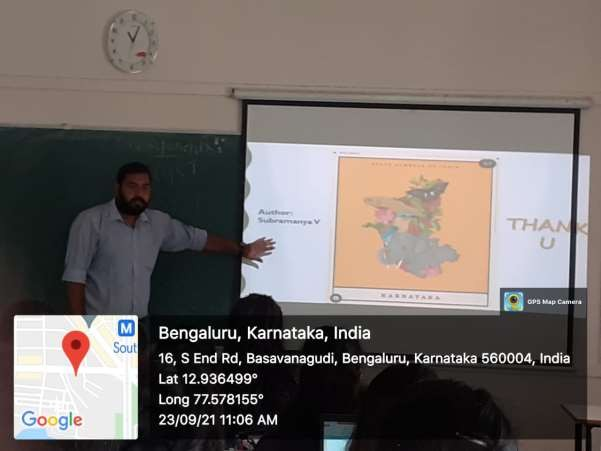 Author:
Subramanya V
KARNATAKA
THANK
U
GPS Map Camera
M
Sout
Google
Bengaluru, Karnataka, India
16, S End Rd, Basavanagudi, Bengaluru, Karnataka 560004, India
Lat 12.936499°
Long 77.578155°
23/09/21 11:06 AM